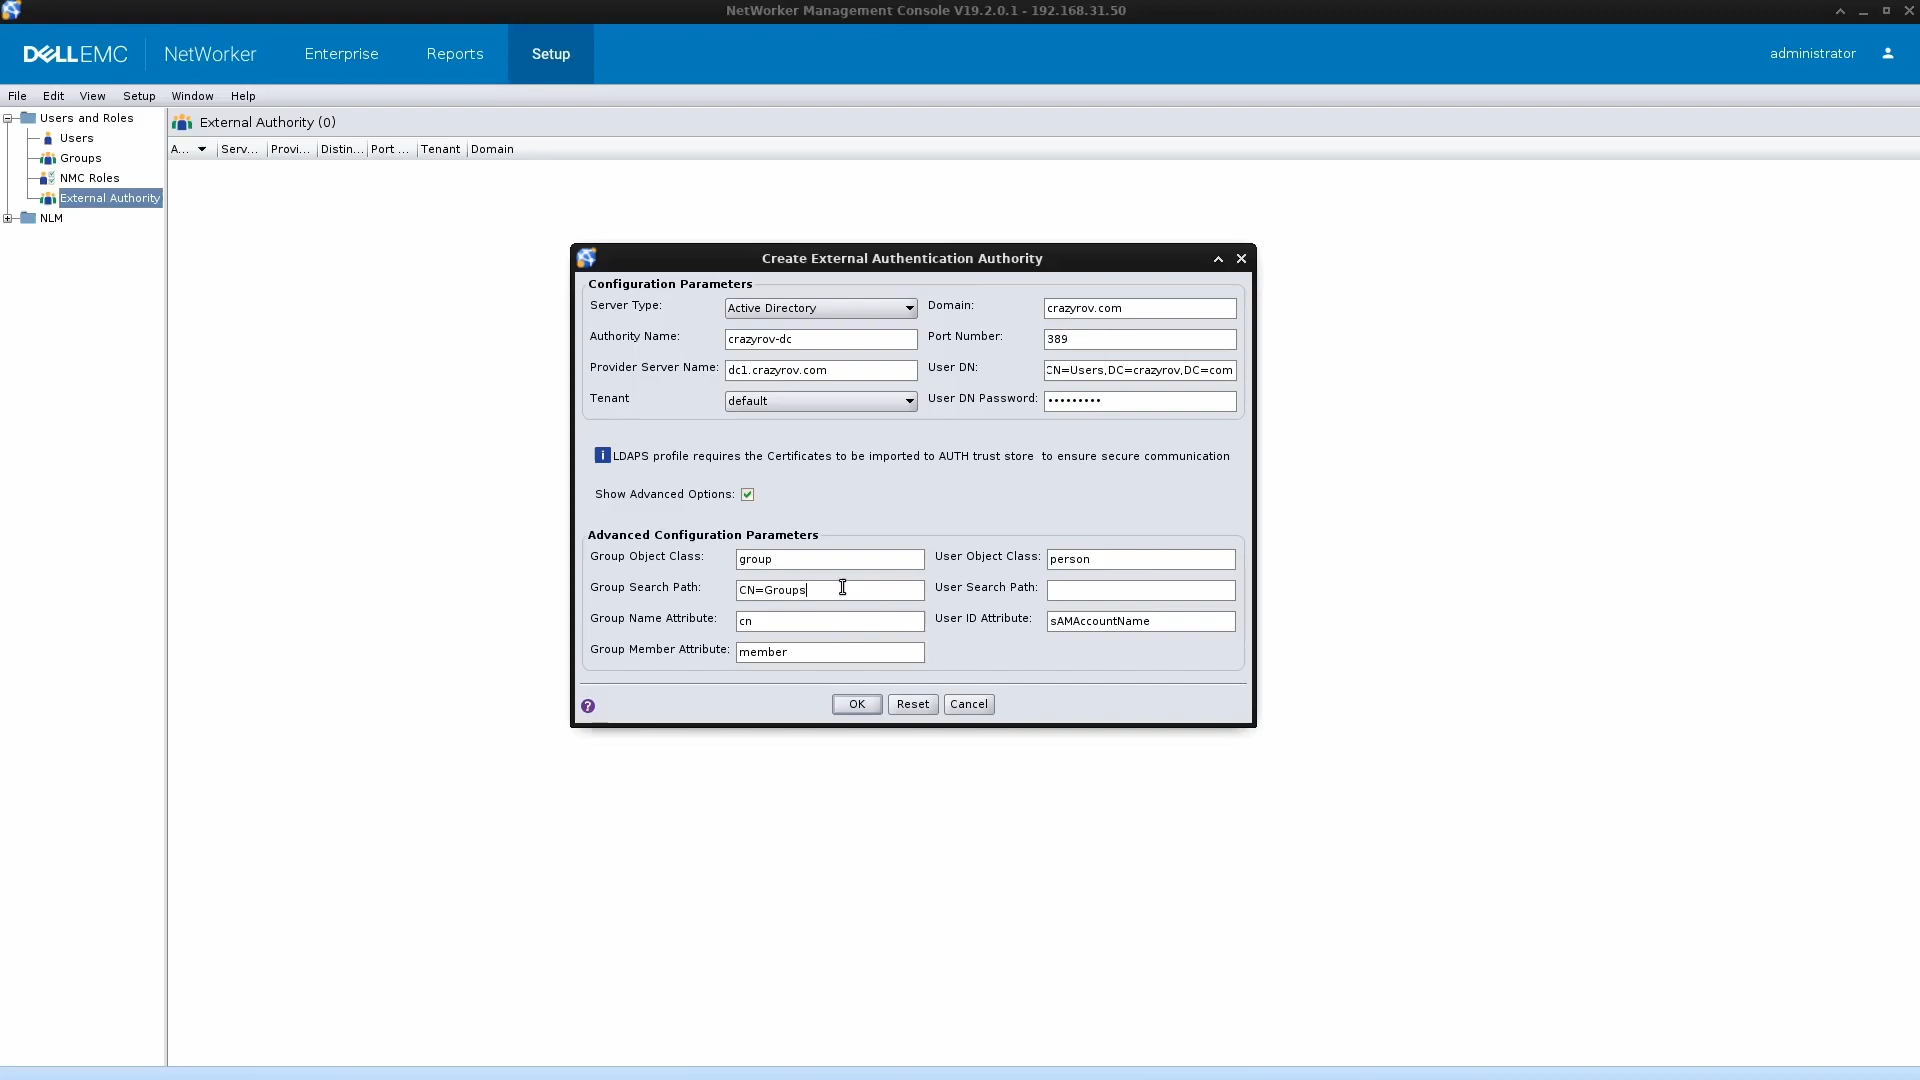 NetWorker Management Console V19.2.0.1 - 192.168.31.50
DELLEMC NetWorker Enterprise Reports Setup administrator
File Edit View Setup Window Help
Users and Roles
Users
Groups
NMC Roles
External Authority
NLM
External Authority (0)
A... Serv... Provi... Distin... Port ... Tenant Domain
Create External Authentication Authority
Configuration Parameters
Server Type: Active Directory Domain: crazyrov.com
Authority Name: crazyrov-dc Port Number: 389
Provider Server Name: dc1.crazyrov.com User DN: CN=Users,DC=crazyrov,DC=com
Tenant default User DN Password: •••••••••
i LDAPS profile requires the Certificates to be imported to AUTH trust store to ensure secure communication
Show Advanced Options:
Advanced Configuration Parameters
Group Object Class: group User Object Class: person
Group Search Path: CN=Groups User Search Path:
Group Name Attribute: cn User ID Attribute: sAMAccountName
Group Member Attribute: member
? OK Reset Cancel